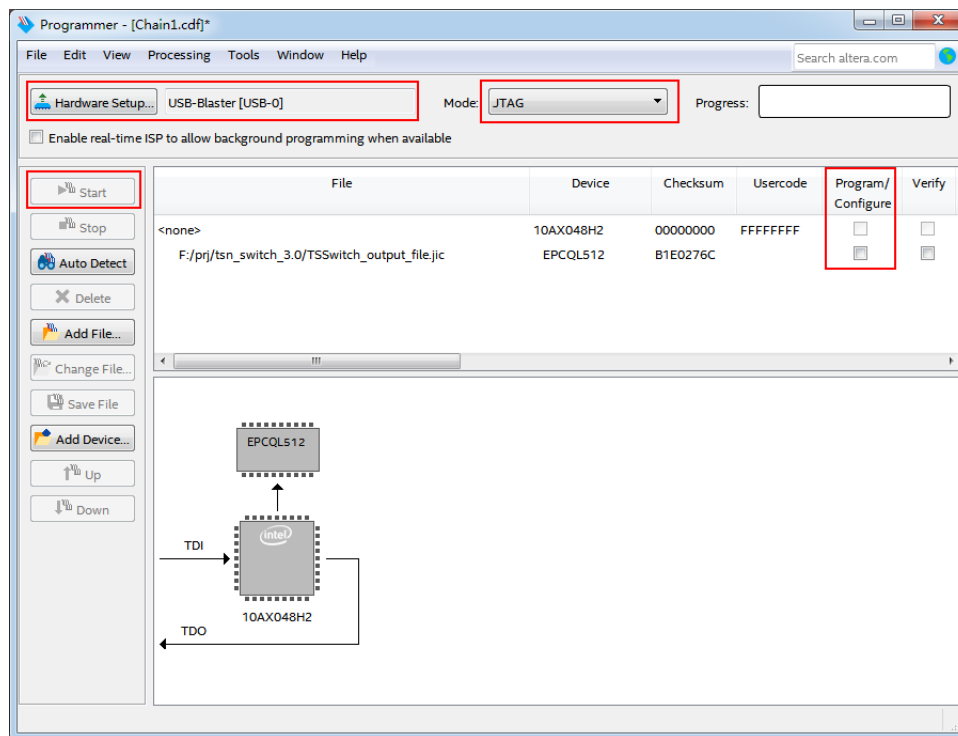 Programmer - [Chain1.cdf]*
File Edit View Processing Tools Window Help
Search altera.com
Hardware Setup... USB-Blaster [USB-0] Mode: JTAG Progress:
Enable real-time ISP to allow background programming when available
File Device Checksum Usercode Program/ Verify
Configure
<none> 10AX048H2 00000000 FFFFFFFF
F:/prj/tsn_switch_3.0/TSSwitch_output_file.jic EPCQL512 B1E0276C
Start
Stop
Auto Detect
Delete
Add File...
Change File...
Save File
Add Device...
Up
Down
EPCQL512
intel
TDI
10AX048H2
TDO